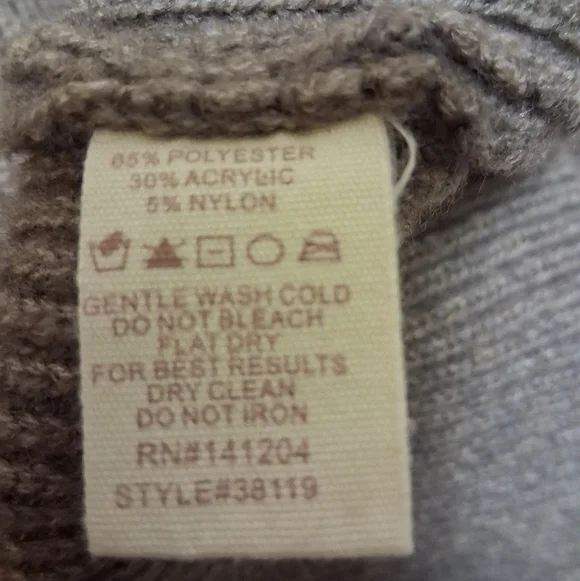 65% POLYESTER
30% ACRYLIC
5% NYLON
GENTLE WASH COLD
DO NOT BLEACH
FLAT DRY
FOR BEST RESULTS
DRY CLEAN
DO NOT IRON
RN#141204
STYLE#38119